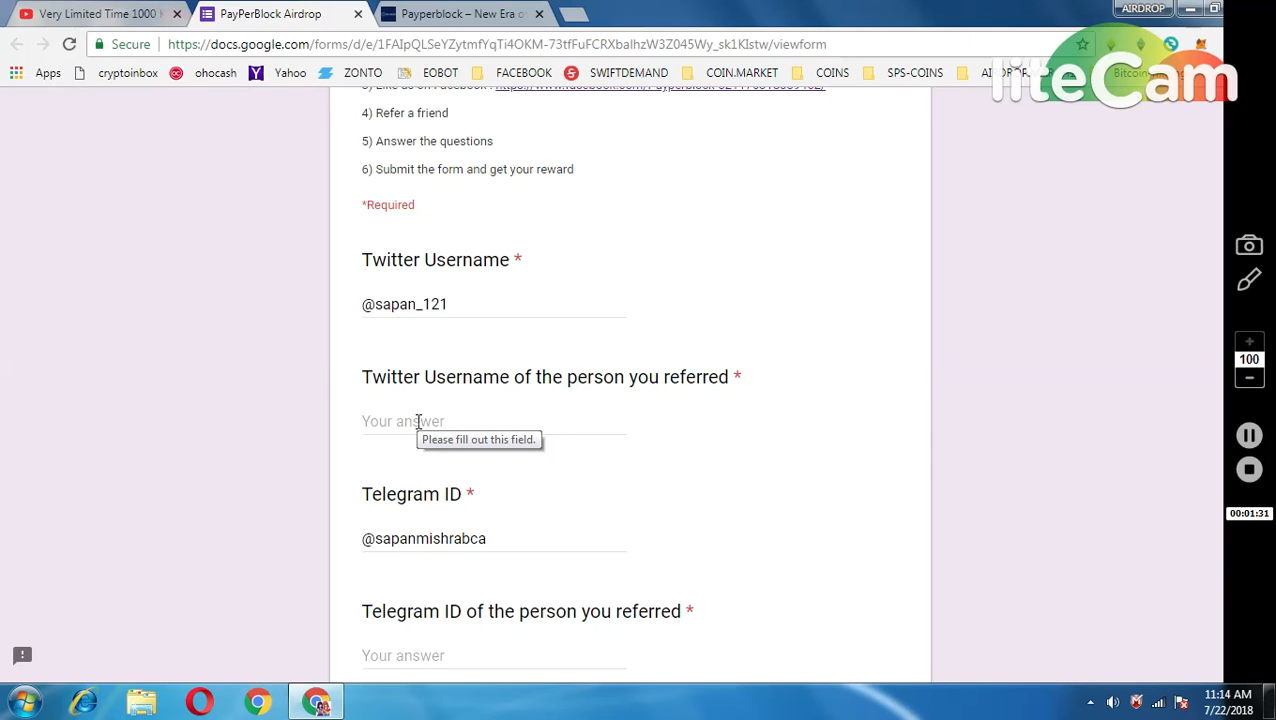 Very Limited Time 1000
PayPerBlock Airdrop
Payperblock – New Era o
AIRDROP
Secure
https://docs.google.com/forms/d/e/1FAIpQLSeYZytmfYqTi4OKM-73tfFuFCRXbaIhzW3Z045Wy_sk1KIstw/viewform
Apps
cryptoinbox
ohocash
Yahoo
EOBOT
FACEBOOK
SWIFTDEMAND
COIN.MARKET
COINS
SPS-COINS
liteCam
4) Refer a friend
5) Answer the questions
6) Submit the form and get your reward
*Required
Twitter Username *
@sapan_121
Twitter Username of the person you referred *
Your answer
Please fill out this field.
Telegram ID *
@sapanmishrabca
Telegram ID of the person you referred *
Your answer
100
00:01:31
11:14 AM
7/22/2018